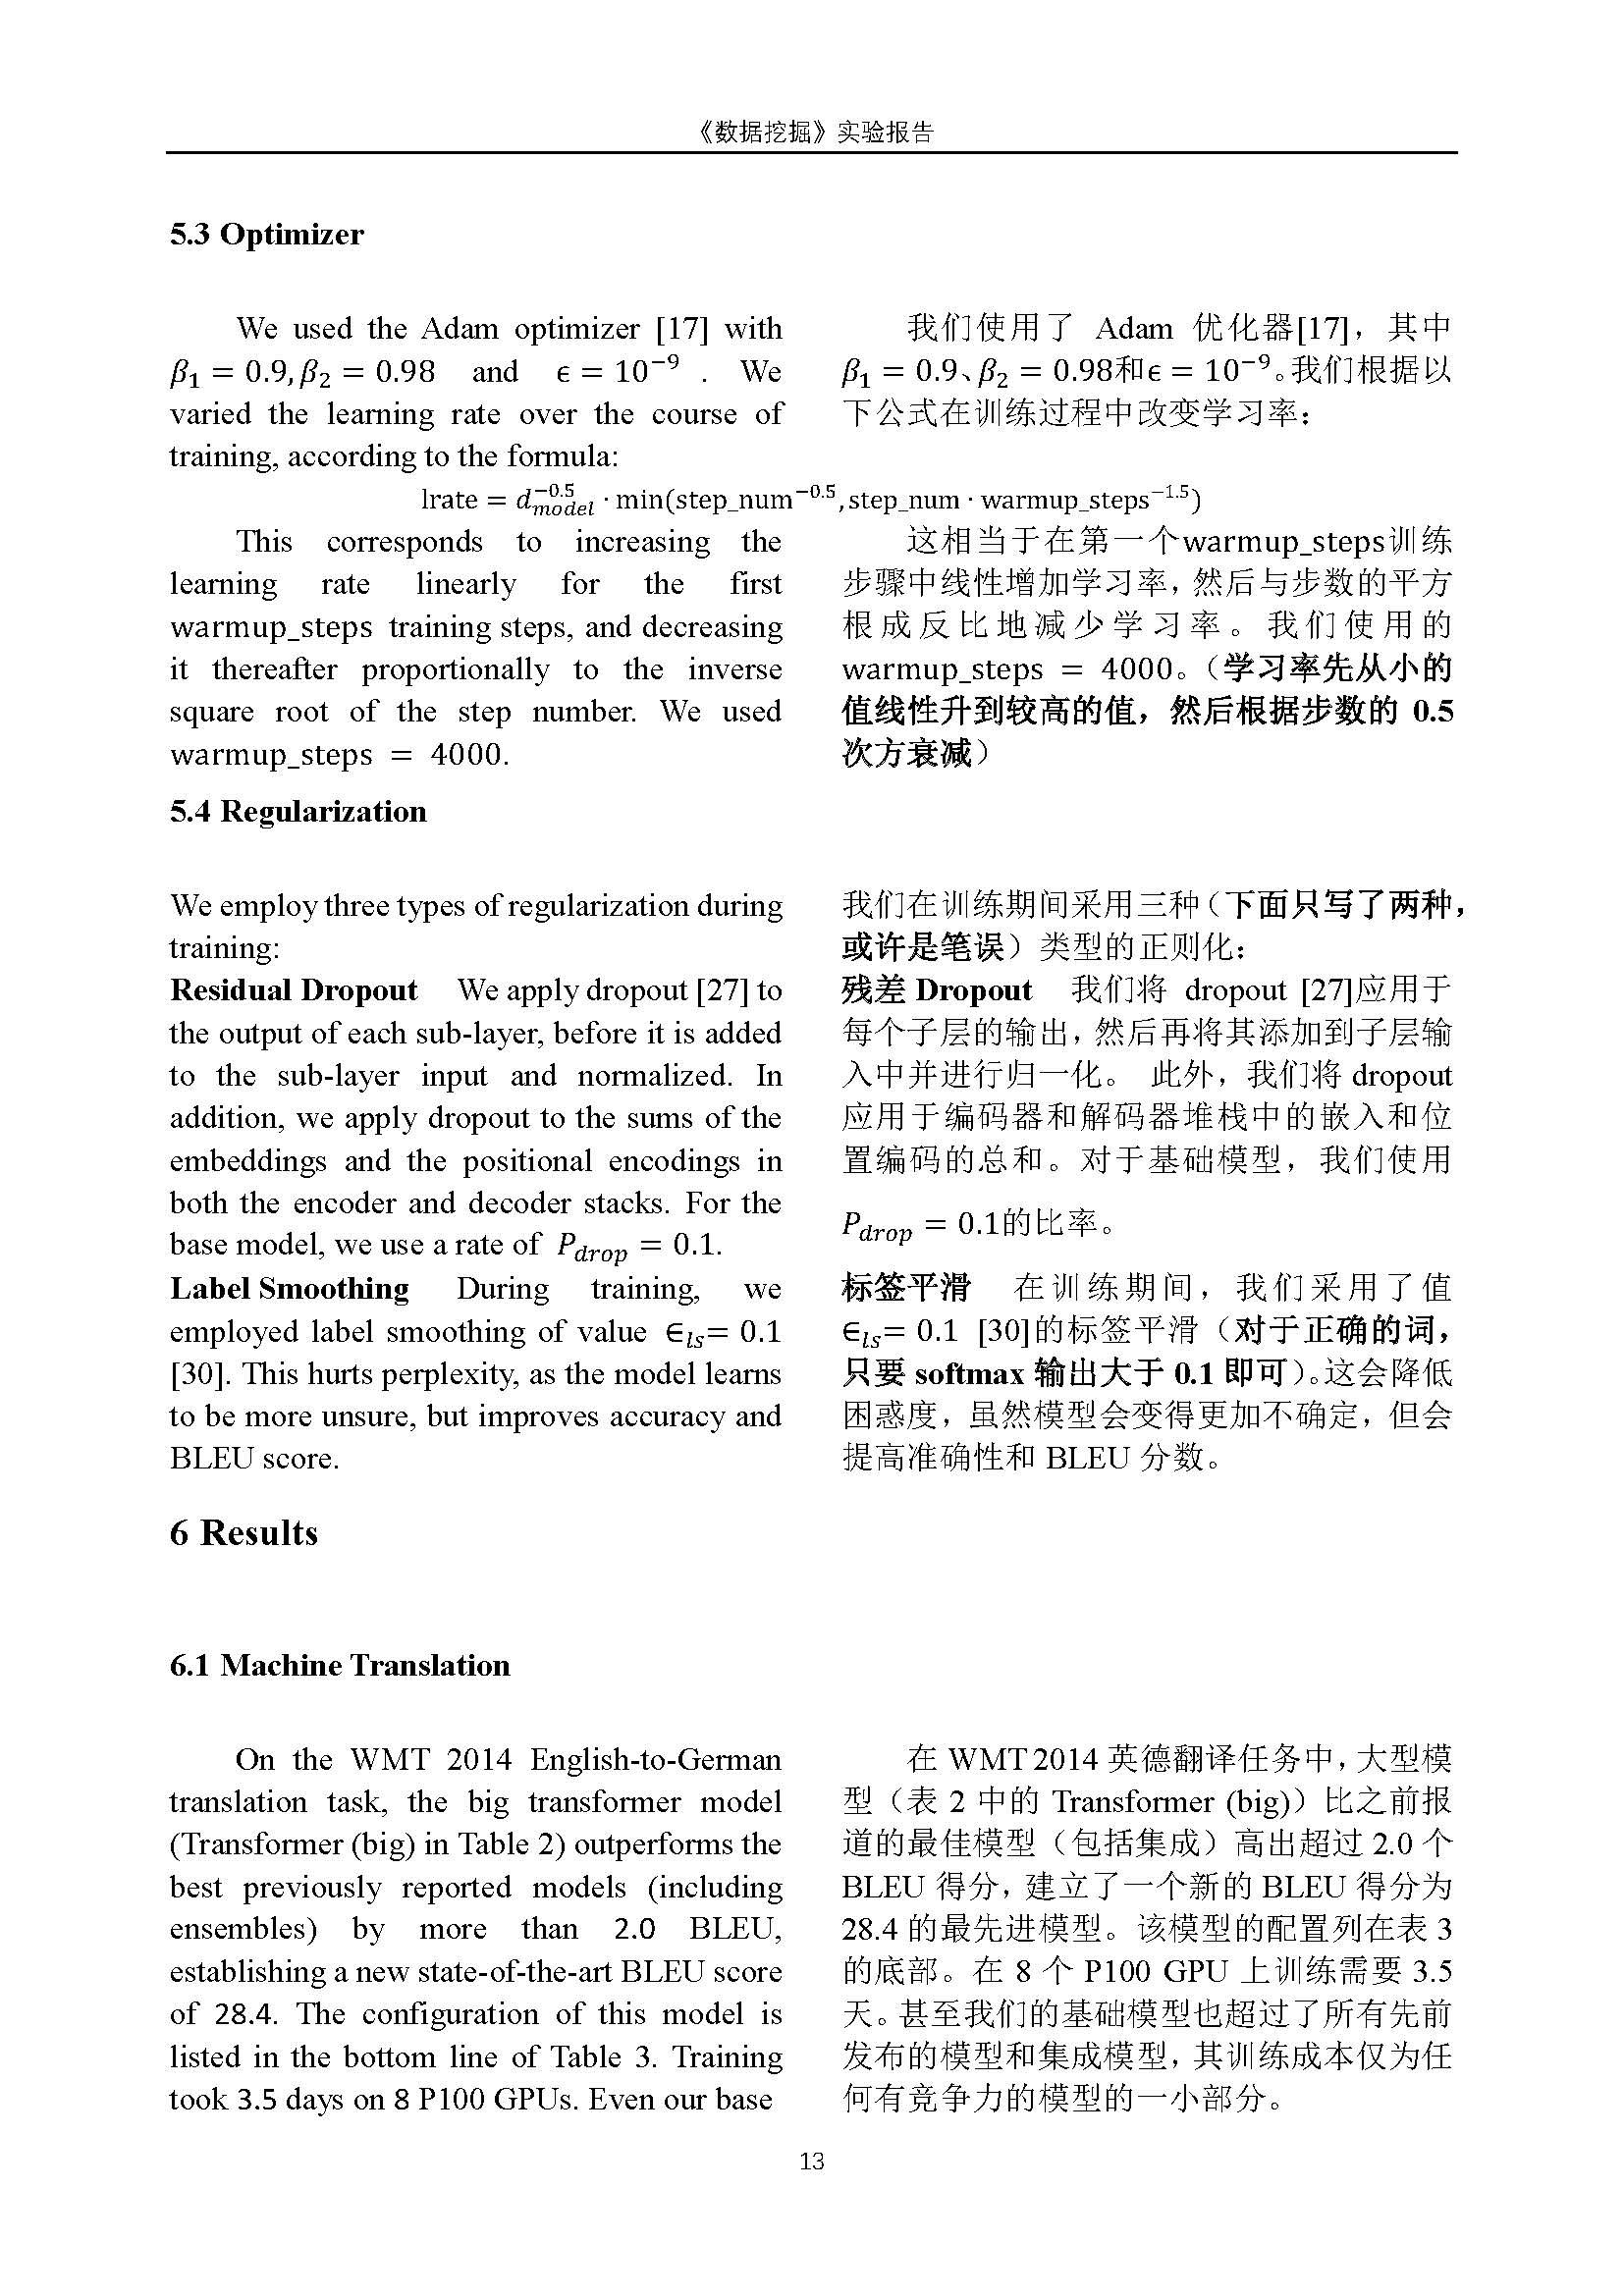 《数据挖掘》实验报告
5.3 Optimizer
We used the Adam optimizer [17] with
β₁ = 0.9, β₂ = 0.98 and ϵ = 10⁻⁹ . We
varied the learning rate over the course of
training, according to the formula:
我们使用了 Adam 优化器[17]，其中
β₁ = 0.9、β₂ = 0.98和ϵ = 10⁻⁹。我们根据以
下公式在训练过程中改变学习率：
lrate = d_{model}^{−0.5} · min(step_num^{−0.5}, step_num · warmup_steps^{−1.5})
This corresponds to increasing the
learning rate linearly for the first
warmup_steps training steps, and decreasing
it thereafter proportionally to the inverse
square root of the step number. We used
warmup_steps = 4000.
这相当于在第一个warmup_steps训练
步骤中线性增加学习率，然后与步数的平方
根成反比地减少学习率。我们使用的
warmup_steps = 4000。（学习率先从小的
值线性升到较高的值，然后根据步数的 0.5
次方衰减）
5.4 Regularization
We employ three types of regularization during
training:
Residual Dropout We apply dropout [27] to
the output of each sub-layer, before it is added
to the sub-layer input and normalized. In
addition, we apply dropout to the sums of the
embeddings and the positional encodings in
both the encoder and decoder stacks. For the
base model, we use a rate of P_{drop} = 0.1.
Label Smoothing During training, we
employed label smoothing of value ϵ_{ls}= 0.1
[30]. This hurts perplexity, as the model learns
to be more unsure, but improves accuracy and
BLEU score.
我们在训练期间采用三种（下面只写了两种，
或许是笔误）类型的正则化：
残差 Dropout 我们将 dropout [27]应用于
每个子层的输出，然后再将其添加到子层输
入中并进行归一化。 此外，我们将 dropout
应用于编码器和解码器堆栈中的嵌入和位
置编码的总和。对于基础模型，我们使用
P_{drop} = 0.1的比率。
标签平滑 在训练期间，我们采用了值
ϵ_{ls}= 0.1 [30]的标签平滑（对于正确的词，
只要 softmax 输出大于 0.1 即可）。这会降低
困惑度，虽然模型会变得更加不确定，但会
提高准确性和 BLEU 分数。
6 Results
6.1 Machine Translation
On the WMT 2014 English-to-German
translation task, the big transformer model
(Transformer (big) in Table 2) outperforms the
best previously reported models (including
ensembles) by more than 2.0 BLEU,
establishing a new state-of-the-art BLEU score
of 28.4. The configuration of this model is
listed in the bottom line of Table 3. Training
took 3.5 days on 8 P100 GPUs. Even our base
在 WMT 2014 英德翻译任务中，大型模
型（表 2 中的 Transformer (big)）比之前报
道的最佳模型（包括集成）高出超过 2.0 个
BLEU 得分，建立了一个新的 BLEU 得分为
28.4 的最先进模型。该模型的配置列在表 3
的底部。在 8 个 P100 GPU 上训练需要 3.5
天。甚至我们的基础模型也超过了所有先前
发布的模型和集成模型，其训练成本仅为任
何有竞争力的模型的一小部分。
13